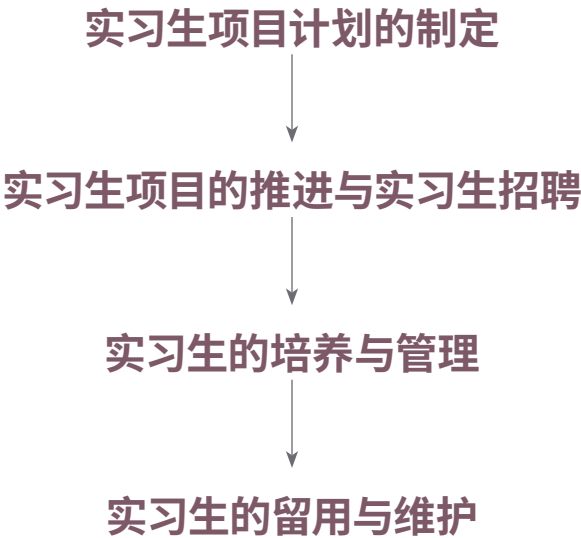 实习生项目计划的制定
实习生项目的推进与实习生招聘
实习生的培养与管理
实习生的留用与维护